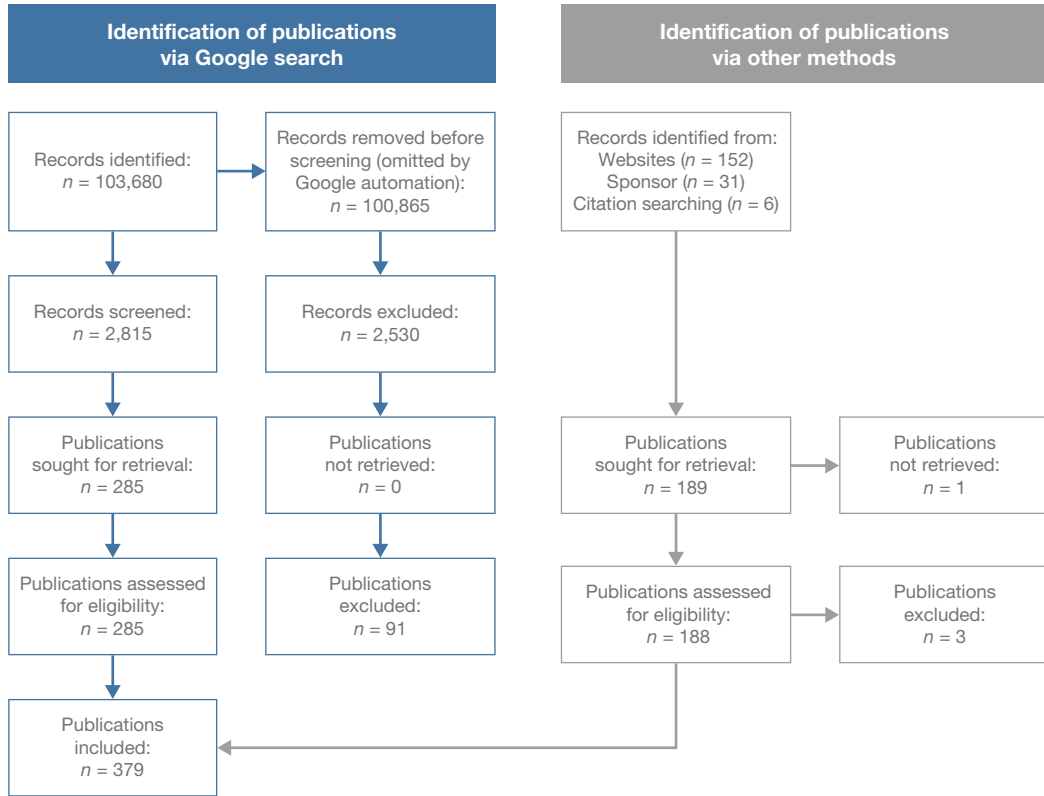 Identification of publications
via Google search
Records identified:
n = 103,680
Records removed before
screening (omitted by
Google automation):
n = 100,865
Records screened:
n = 2,815
Records excluded:
n = 2,530
Publications
sought for retrieval:
n = 285
Publications
not retrieved:
n = 0
Publications assessed
for eligibility:
n = 285
Publications
excluded:
n = 91
Publications
included:
n = 379
Identification of publications
via other methods
Records identified from:
Websites (n = 152)
Sponsor (n = 31)
Citation searching (n = 6)
Publications
sought for retrieval:
n = 189
Publications
not retrieved:
n = 1
Publications assessed
for eligibility:
n = 188
Publications
excluded:
n = 3